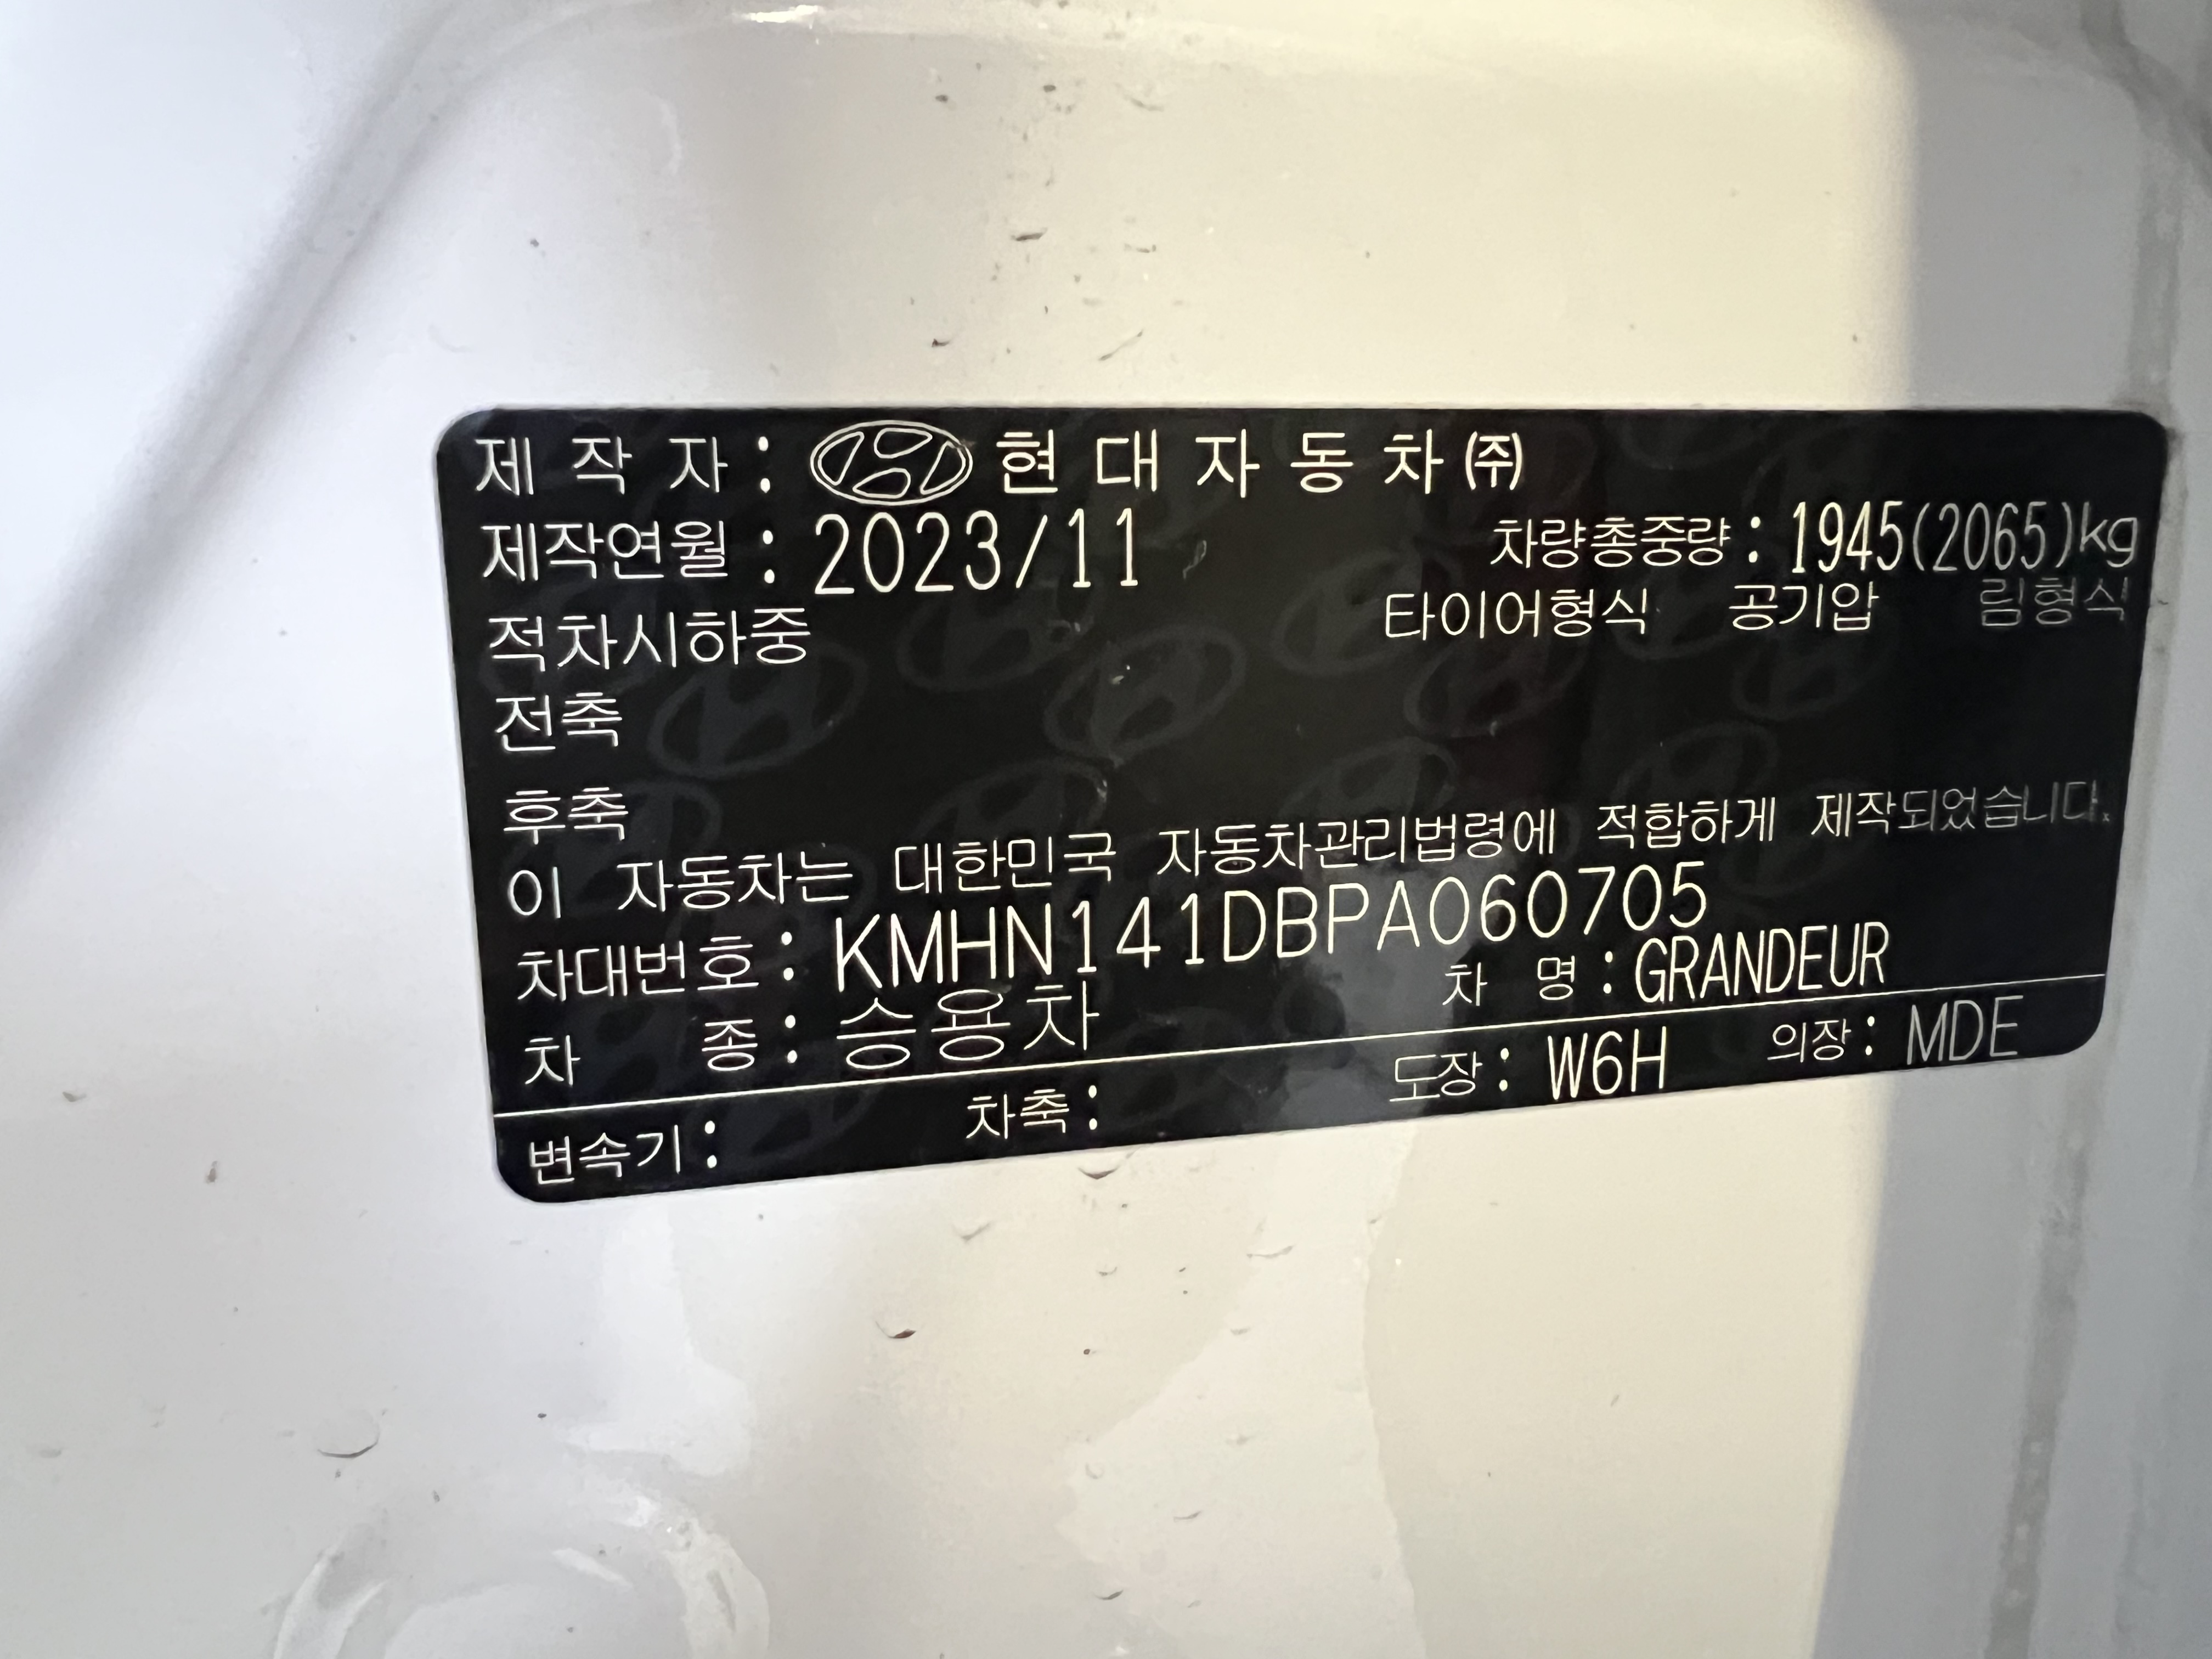 제 작 자 : 현 대 자 동 차 ㈜
제작연월 : 2023/11 차량총중량 : 1945(2065)kg
적차시하중 타이어형식 공기압 림형식
전축
후축
이 자동차는 대한민국 자동차관리법령에 적합하게 제작되었습니다.
차대번호 : KMHN141DBPA060705
차 종 : 승용차 차 명 : GRANDEUR
변속기 : 차축 : 도장 : W6H 의장 : MDE